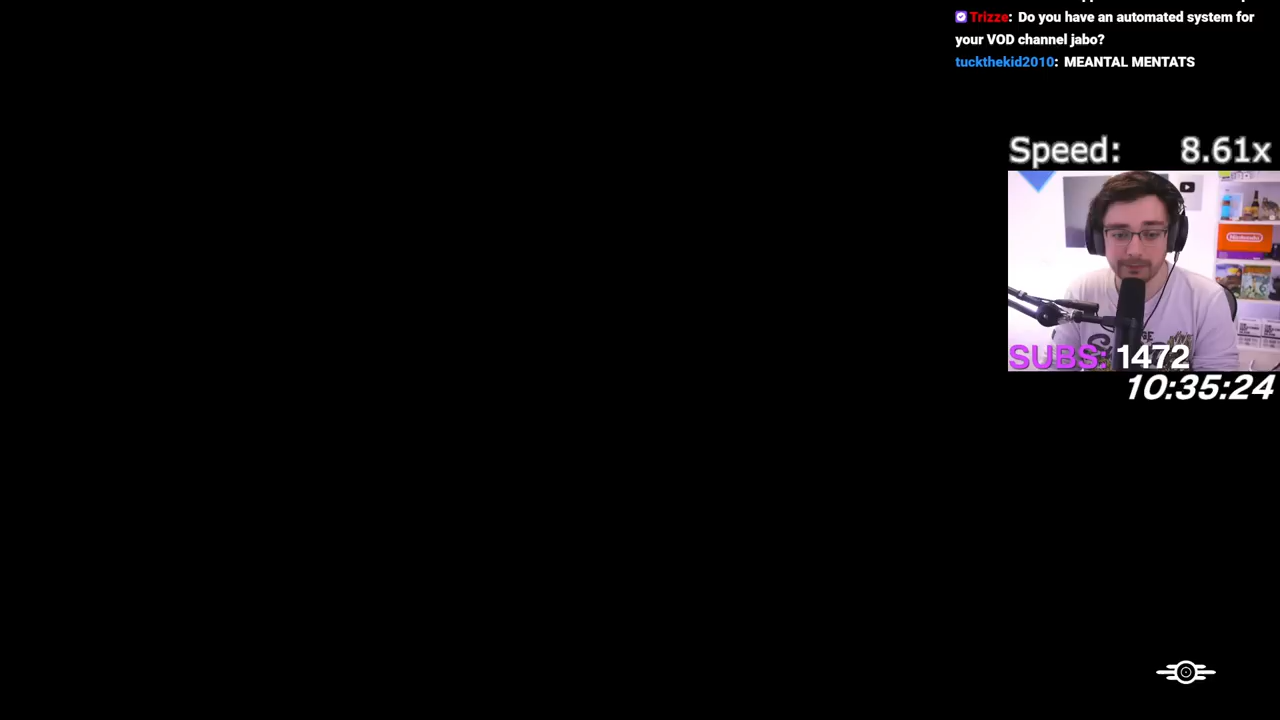 Trizze: Do you have an automated system for
your VOD channel jabo?
tuckthekid2010: MEANTAL MENTATS
Speed: 8.61x
Nintendo
SUBS: 1472
10:35:24